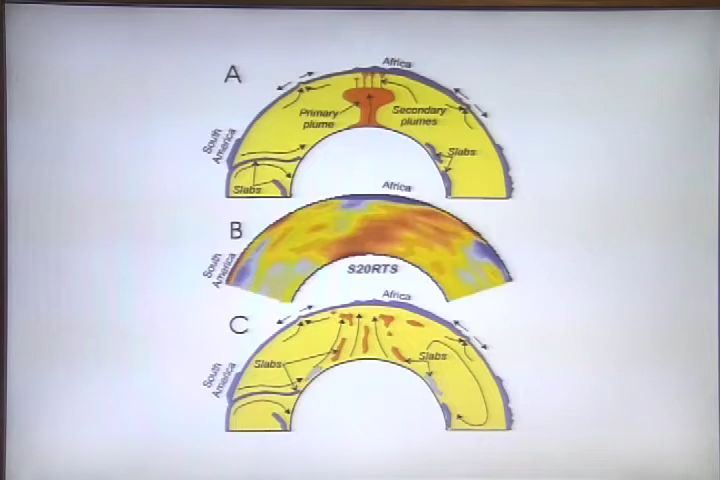 A
Africa
Primary
plume
Secondary
plumes
South
America
Slabs
Slabs
B
Africa
South
America
S20RTS
C
Africa
Slabs
Slabs
South
America